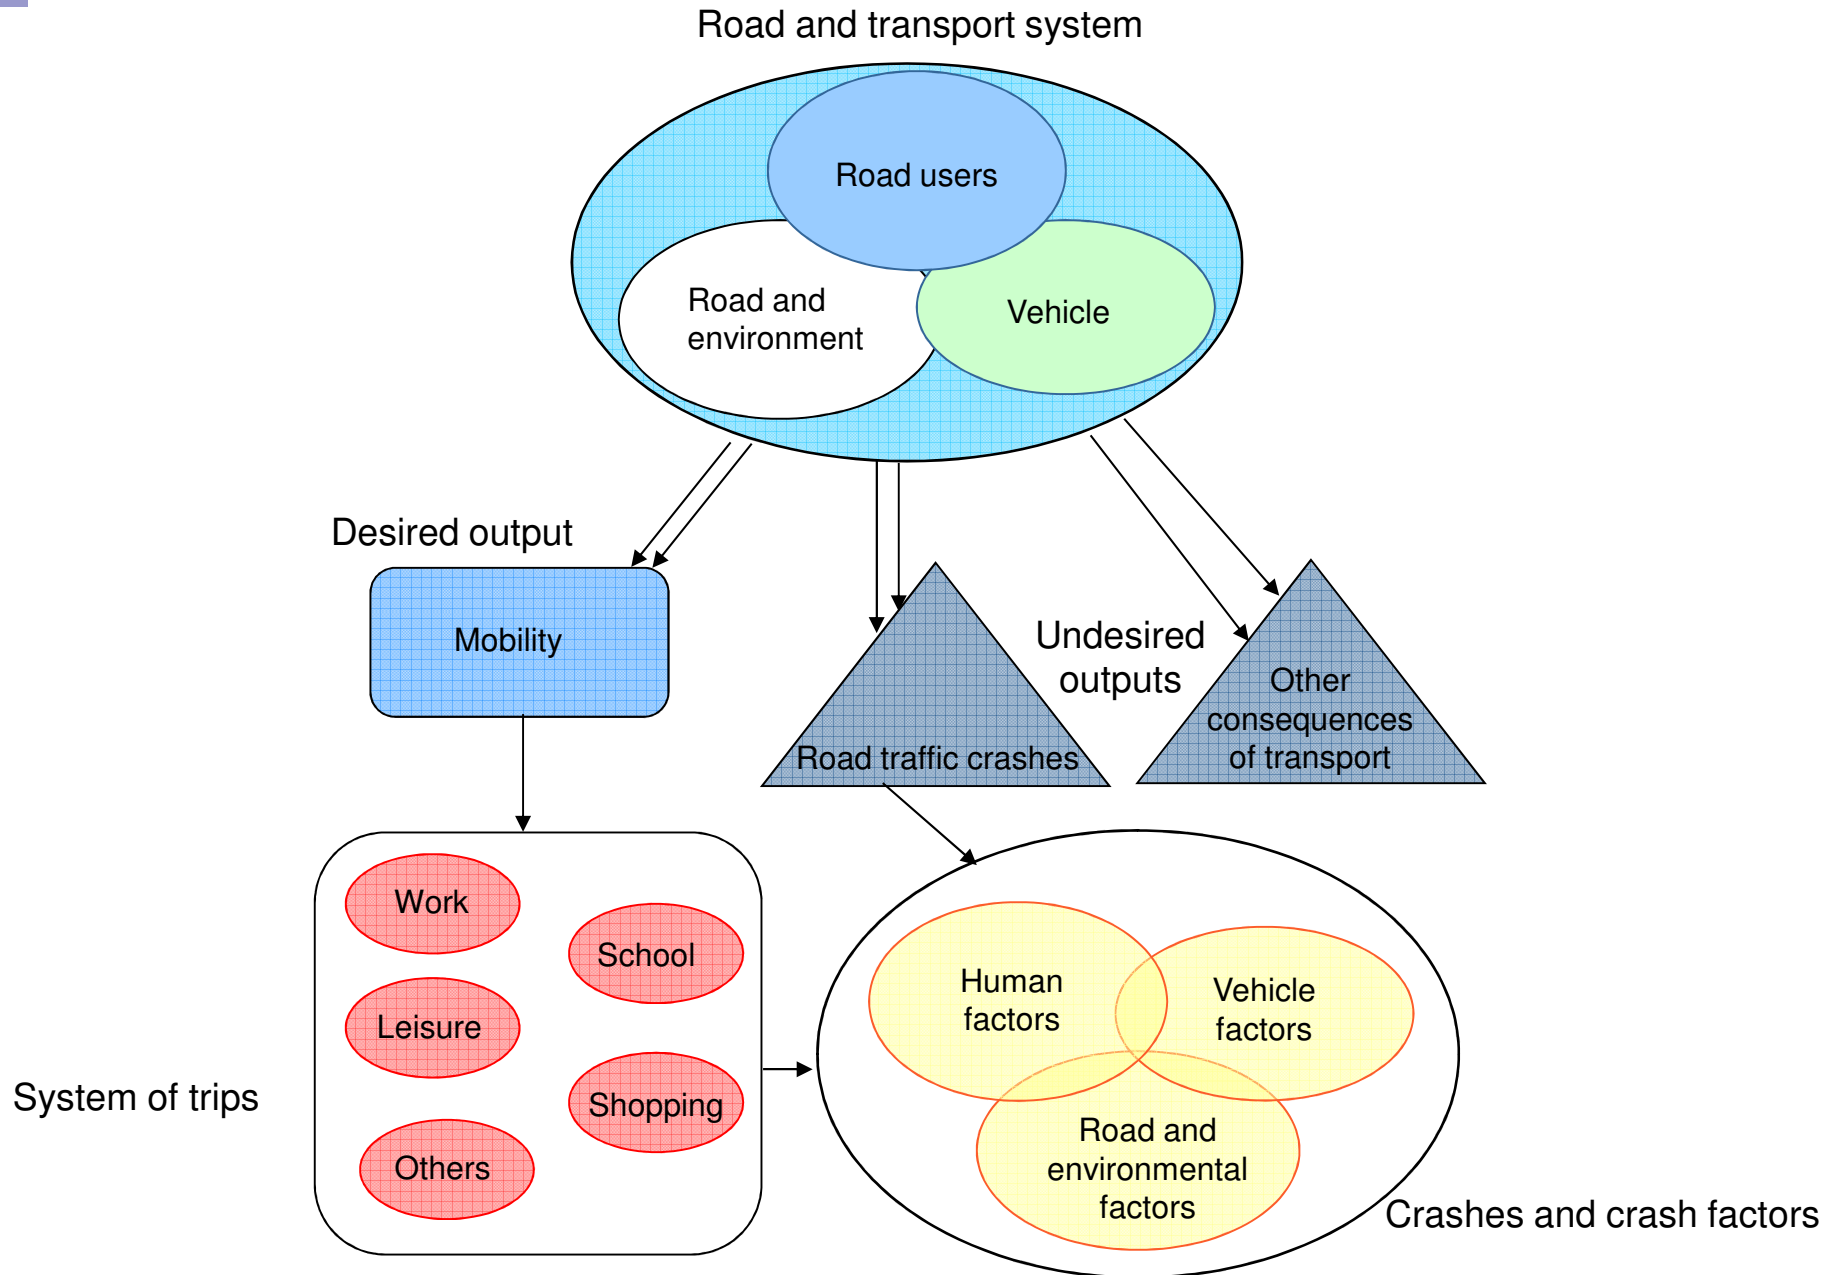 Road and transport system
Road users
Road and
environment
Vehicle
Desired output
Mobility
Undesired
outputs
Road traffic crashes
Other
consequences
of transport
Work
School
Leisure
Shopping
Others
System of trips
Human
factors
Vehicle
factors
Road and
environmental
factors
Crashes and crash factors